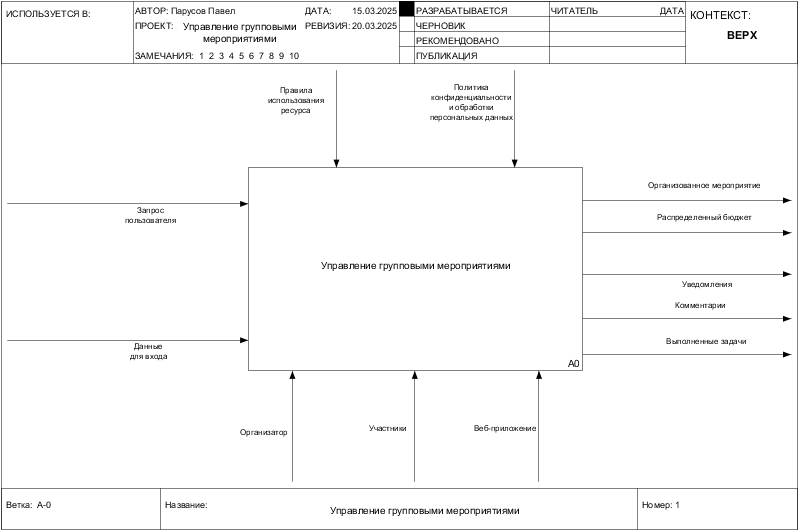 ИСПОЛЬЗУЕТСЯ В:
АВТОР: Парусов Павел
ДАТА: 15.03.2025
ПРОЕКТ: Управление групповыми
мероприятиями
РЕВИЗИЯ: 20.03.2025
ЗАМЕЧАНИЯ: 1 2 3 4 5 6 7 8 9 10
РАЗРАБАТЫВАЕТСЯ
ЧЕРНОВИК
РЕКОМЕНДОВАНО
ПУБЛИКАЦИЯ
ЧИТАТЕЛЬ
ДАТА
КОНТЕКСТ:
ВЕРХ
Правила
использования
ресурса
Политика
конфиденциальности
и обработки
персональных данных
Запрос
пользователя
Данные
для входа
Управление групповыми мероприятиями
A0
Организованное мероприятие
Распределенный бюджет
Уведомления
Комментарии
Выполненные задачи
Организатор
Участники
Веб-приложение
Ветка: A-0
Название:
Управление групповыми мероприятиями
Номер: 1